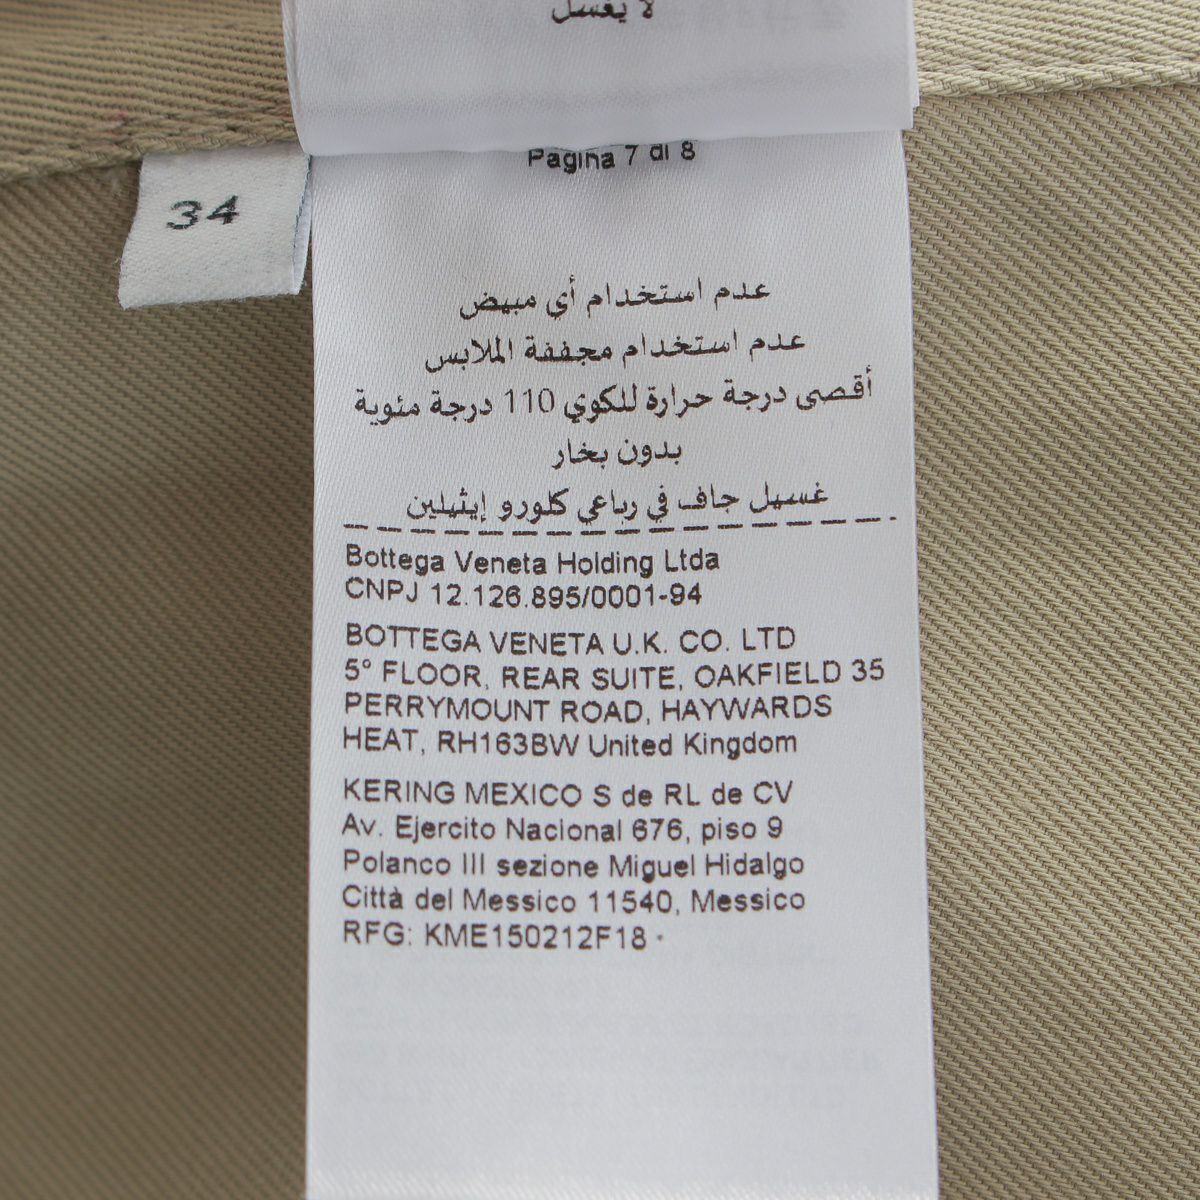 لا يغسل
Pagina 7 di 8
34
عدم استخدام أي مبيض
عدم استخدام مجففة الملابس
أقصى درجة حرارة للكوي 110 درجة مئوية
بدون بخار
غسيل جاف في رباعي كلورو إيثيلين
Bottega Veneta Holding Ltda
CNPJ 12.126.895/0001-94
BOTTEGA VENETA U.K. CO. LTD
5° FLOOR, REAR SUITE, OAKFIELD 35
PERRYMOUNT ROAD, HAYWARDS
HEAT, RH163BW United Kingdom
KERING MEXICO S de RL de CV
Av. Ejercito Nacional 676, piso 9
Polanco III sezione Miguel Hidalgo
Città del Messico 11540, Messico
RFG: KME150212F18